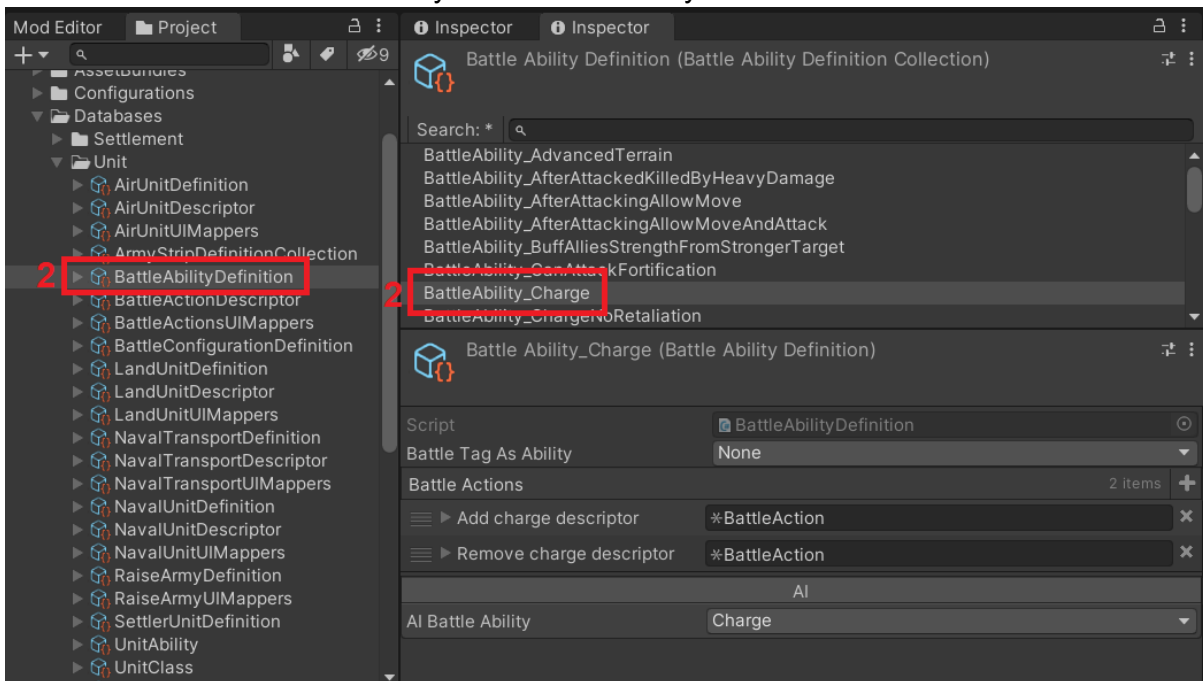 Mod Editor
Project
9
AssetBundles
Configurations
Databases
Settlement
Unit
AirUnitDefinition
AirUnitDescriptor
AirUnitUIMappers
ArmyStripDefinitionCollection
2 BattleAbilityDefinition
BattleActionDescriptor
BattleActionsUIMappers
BattleConfigurationDefinition
LandUnitDefinition
LandUnitDescriptor
LandUnitUIMappers
NavalTransportDefinition
NavalTransportDescriptor
NavalTransportUIMappers
NavalUnitDefinition
NavalUnitDescriptor
NavalUnitUIMappers
RaiseArmyDefinition
RaiseArmyUIMappers
SettlerUnitDefinition
UnitAbility
UnitClass
Inspector
Inspector
Battle Ability Definition (Battle Ability Definition Collection)
Search: *
BattleAbility_AdvancedTerrain
BattleAbility_AfterAttackedKilledByHeavyDamage
BattleAbility_AfterAttackingAllowMove
BattleAbility_AfterAttackingAllowMoveAndAttack
BattleAbility_BuffAlliesStrengthFromStrongerTarget
BattleAbility_CanAttackFortification
2 BattleAbility_Charge
BattleAbility_ChargeNoRetaliation
Battle Ability_Charge (Battle Ability Definition)
Script BattleAbilityDefinition
Battle Tag As Ability None
Battle Actions 2 items
Add charge descriptor *BattleAction
Remove charge descriptor *BattleAction
AI
AI Battle Ability Charge